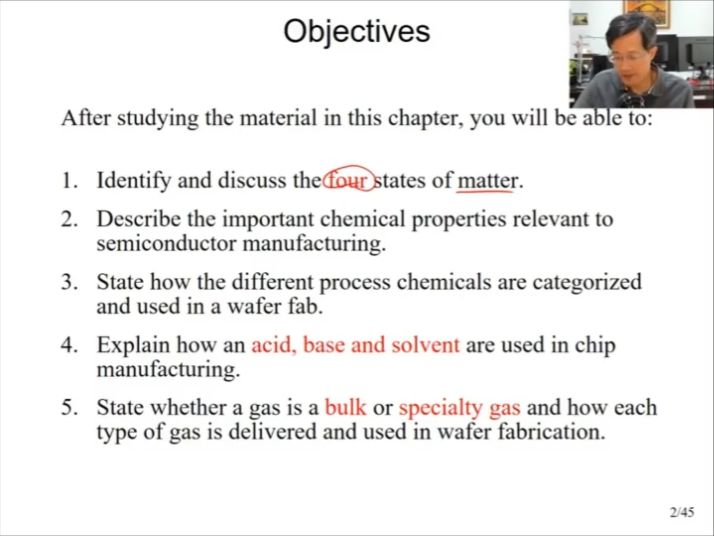 Objectives
After studying the material in this chapter, you will be able to:
1. Identify and discuss the four states of matter.
2. Describe the important chemical properties relevant to
semiconductor manufacturing.
3. State how the different process chemicals are categorized
and used in a wafer fab.
4. Explain how an acid, base and solvent are used in chip
manufacturing.
5. State whether a gas is a bulk or specialty gas and how each
type of gas is delivered and used in wafer fabrication.
2/45